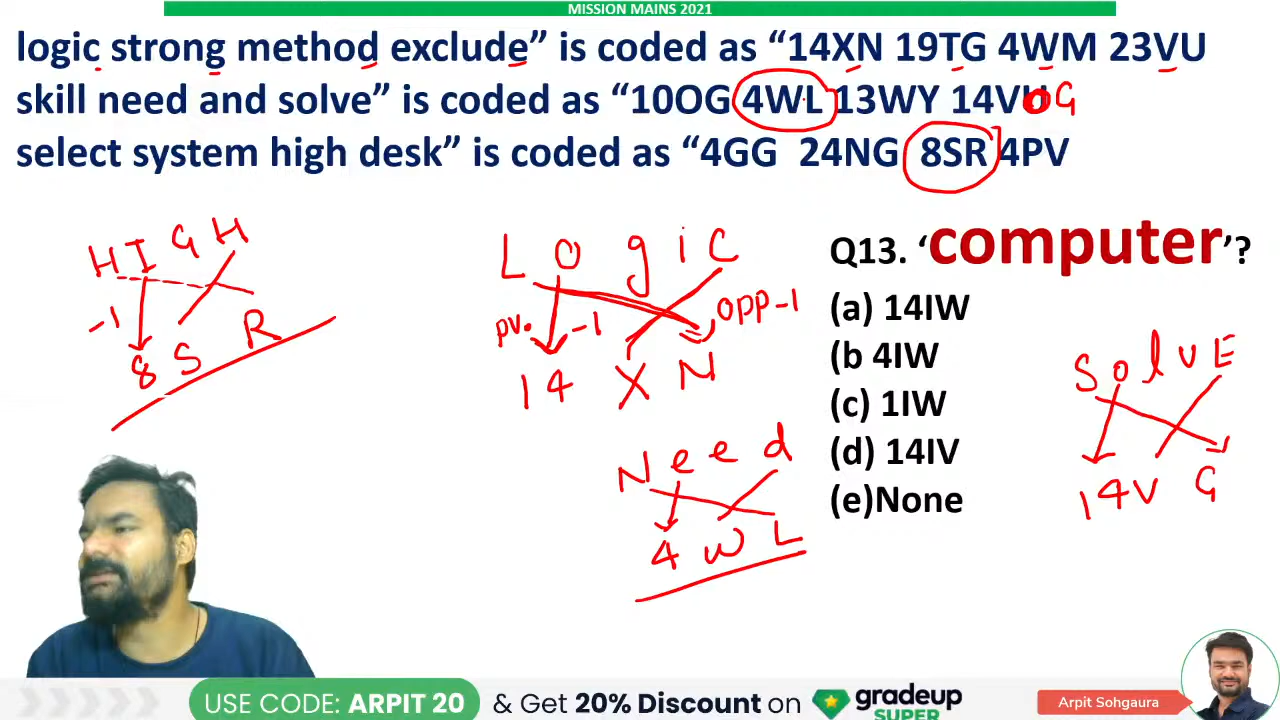 MISSION MAINS 2021
logic strong method exclude” is coded as “14XN 19TG 4WM 23VU
skill need and solve” is coded as “10OG 4WL 13WY 14VU G
select system high desk” is coded as “4GG 24NG 8SR 4PV
HIGH
-1
8 S R
Logic
pv. -1 OPP-1
14 X N
Need
4 W L
Q13. ‘computer’?
(a) 14IW
(b 4IW
(c) 1IW
(d) 14IV
(e)None
SolvE
14V G
USE CODE: ARPIT 20 & Get 20% Discount on gradeup SUPER
Arpit Sohgaura